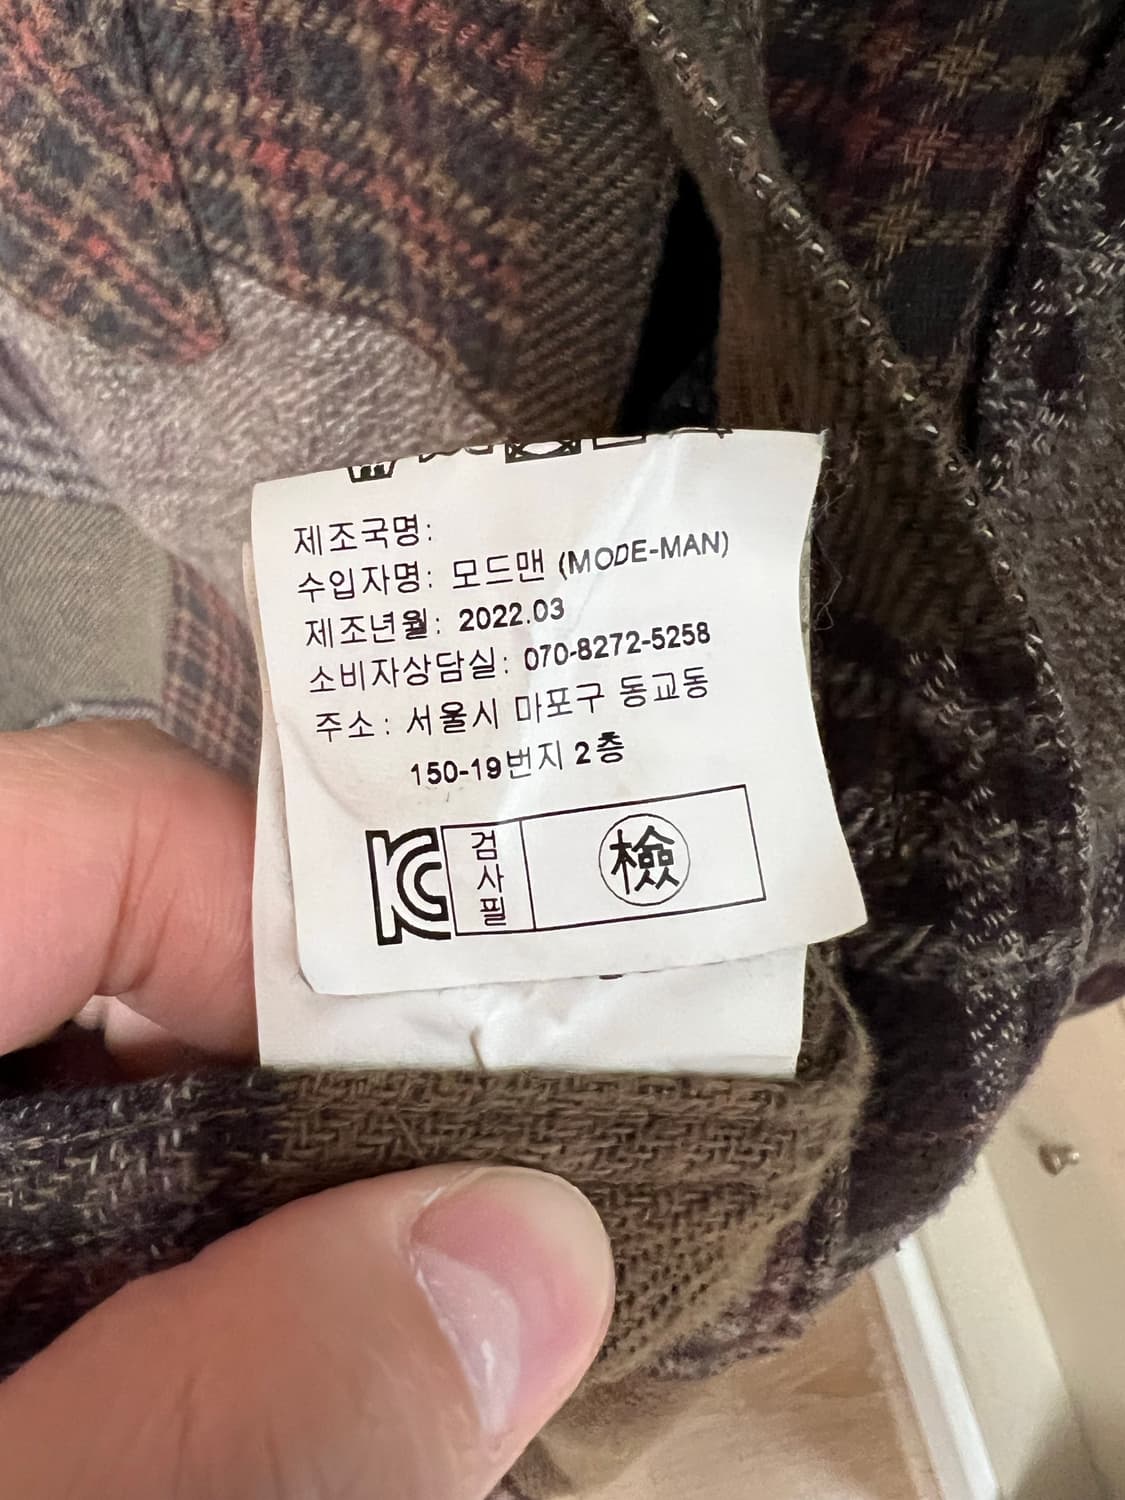 제조국명:
수입자명: 모드맨 (MODE-MAN)
제조년월: 2022.03
소비자상담실: 070-8272-5258
주소: 서울시 마포구 동교동
150-19번지 2층
KC 검사필 檢